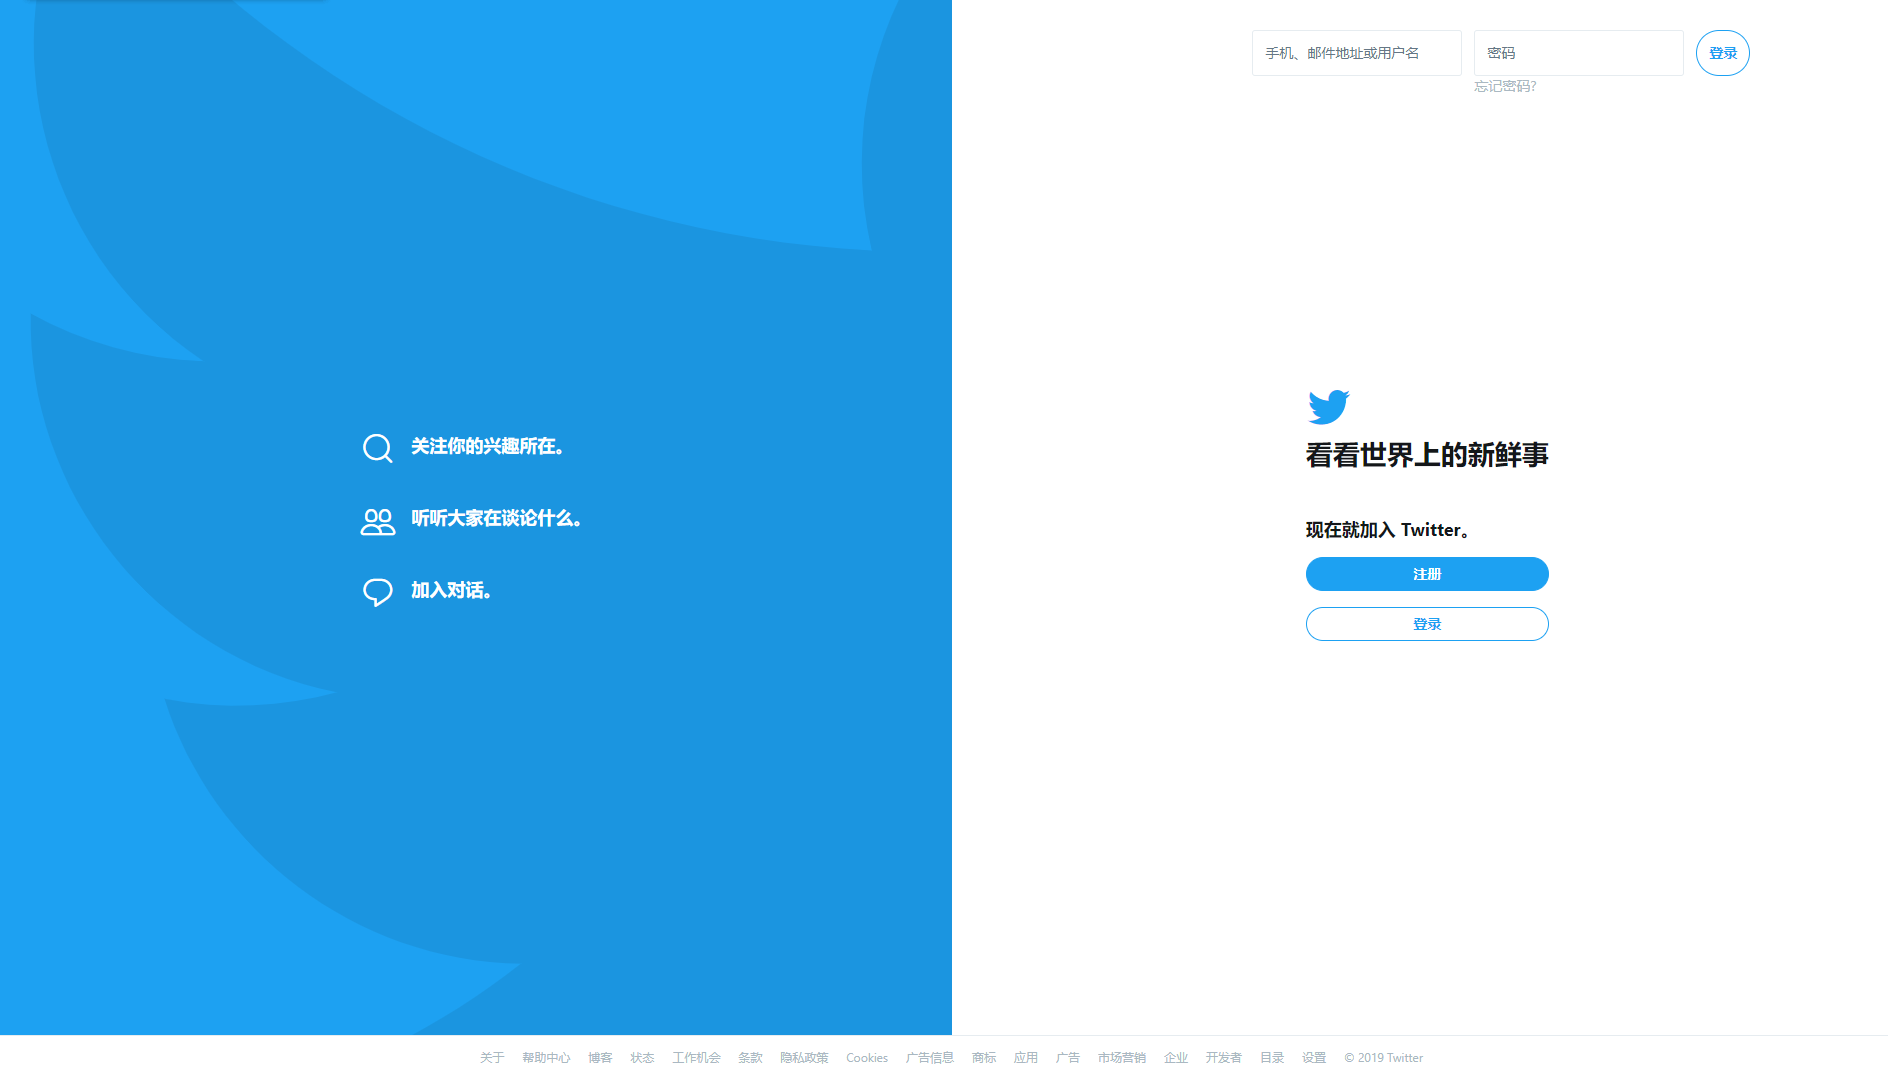 手机、邮件地址或用户名
密码
登录
忘记密码?
关注你的兴趣所在。
听听大家在谈论什么。
加入对话。
看看世界上的新鲜事
现在就加入 Twitter。
注册
登录
关于 帮助中心 博客 状态 工作机会 条款 隐私政策 Cookies 广告信息 商标 应用 广告 市场营销 企业 开发者 目录 设置 © 2019 Twitter